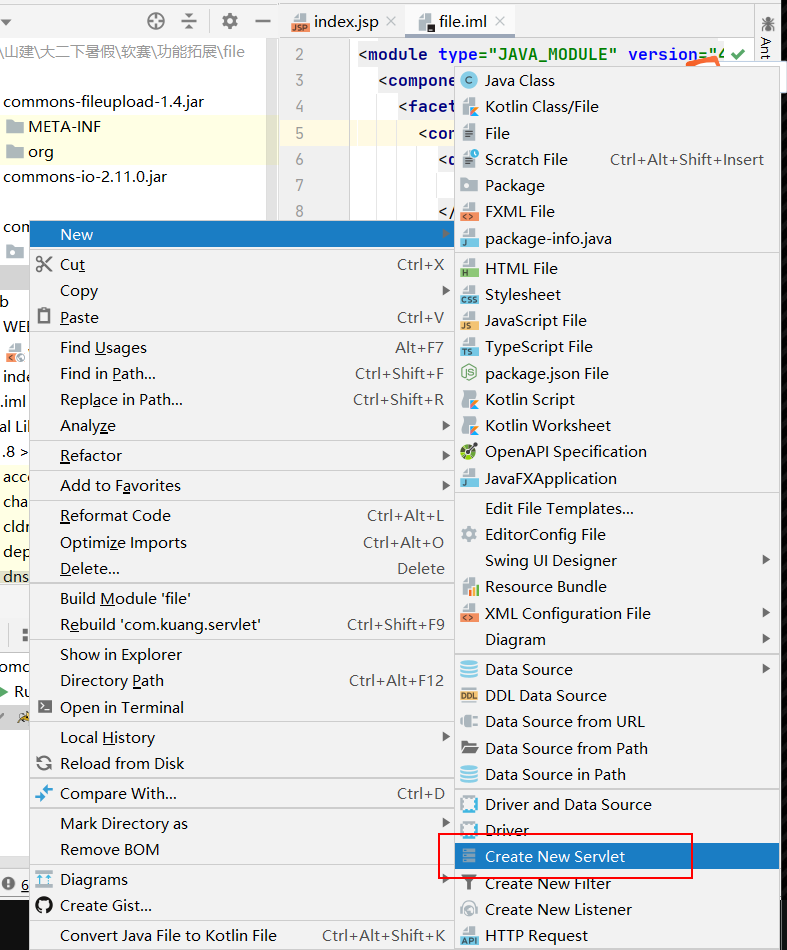 index.jsp
file.iml
\山建\大二下暑假\软赛\功能拓展\file
Ant
commons-fileupload-1.4.jar
META-INF
org
commons-io-2.11.0.jar
com
b
WEI
inde
.iml
al Lil
.8 >
acce
cha
cldr
dep
dns
omc
Ru
6
2 <module type="JAVA_MODULE" version="4
3 <compone
4 <facet
5 <con
6 <c
7
8 </
New
Cut Ctrl+X
Copy
Paste Ctrl+V
Find Usages Alt+F7
Find in Path... Ctrl+Shift+F
Replace in Path... Ctrl+Shift+R
Analyze
Refactor
Add to Favorites
Reformat Code Ctrl+Alt+L
Optimize Imports Ctrl+Alt+O
Delete... Delete
Build Module 'file'
Rebuild 'com.kuang.servlet' Ctrl+Shift+F9
Show in Explorer
Directory Path Ctrl+Alt+F12
Open in Terminal
Local History
Reload from Disk
Compare With... Ctrl+D
Mark Directory as
Remove BOM
Diagrams
Create Gist...
Convert Java File to Kotlin File Ctrl+Alt+Shift+K
Java Class
Kotlin Class/File
File
Scratch File Ctrl+Alt+Shift+Insert
Package
FXML File
package-info.java
HTML File
Stylesheet
JavaScript File
TypeScript File
package.json File
Kotlin Script
Kotlin Worksheet
OpenAPI Specification
JavaFXApplication
Edit File Templates...
EditorConfig File
Swing UI Designer
Resource Bundle
XML Configuration File
Diagram
Data Source
DDL Data Source
Data Source from URL
Data Source from Path
Data Source in Path
Driver and Data Source
Driver
Create New Servlet
Create New Filter
Create New Listener
HTTP Request